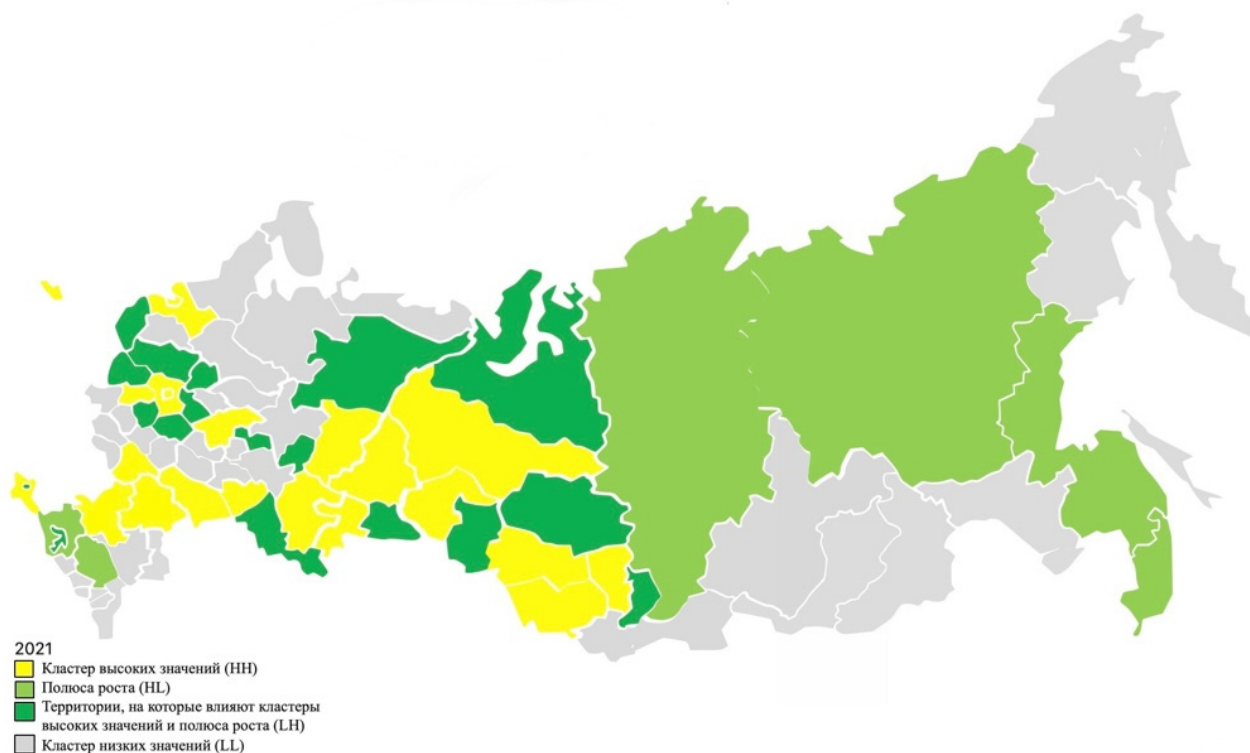 2021
Кластер высоких значений (HH)
Полюса роста (HL)
Территории, на которые влияют кластеры
высоких значений и полюса роста (LH)
Кластер низких значений (LL)